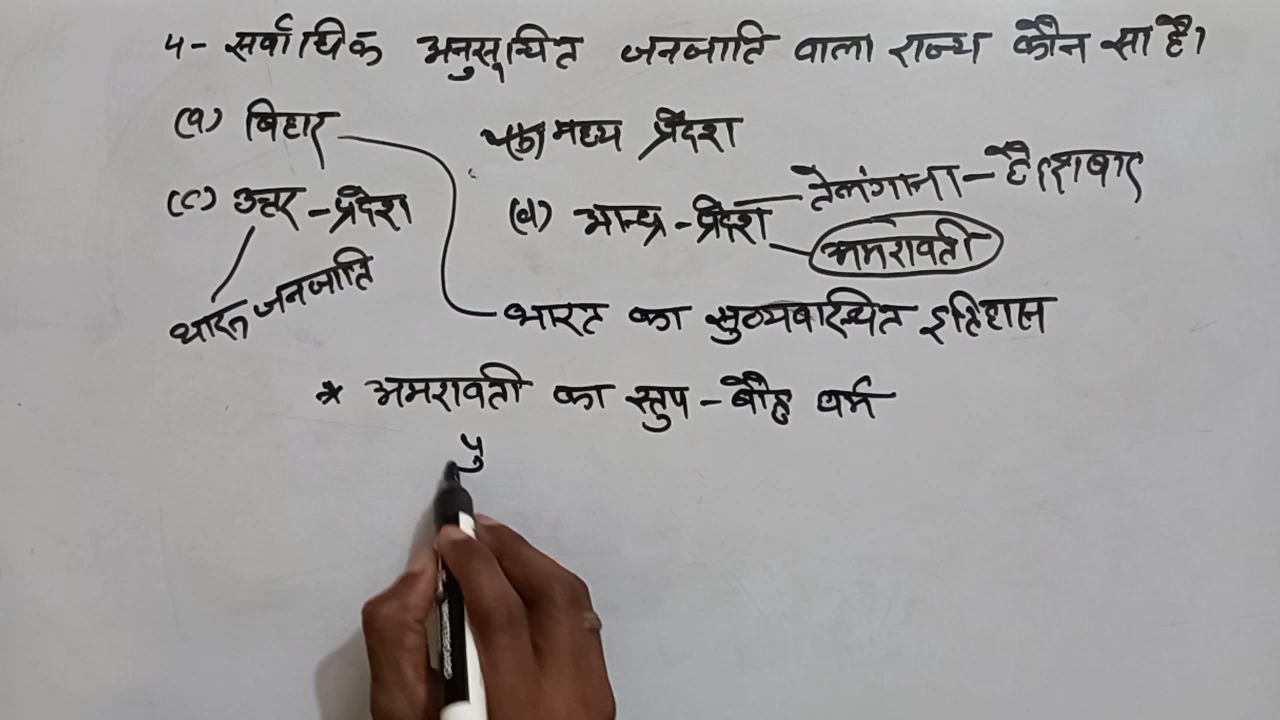 4- सर्वाधिक अनुसूचित जनजाति वाला राज्य कौन सा है।
(a) बिहार (b) मध्य प्रदेश
तेलंगाना - हैदराबाद
(c) उत्तर - प्रदेश (d) आन्ध्र - प्रदेश
अमरावती
थारू जनजाति
भारत का सुव्यवस्थित इतिहास
* अमरावती का स्तुप - बौद्ध धर्म
पु